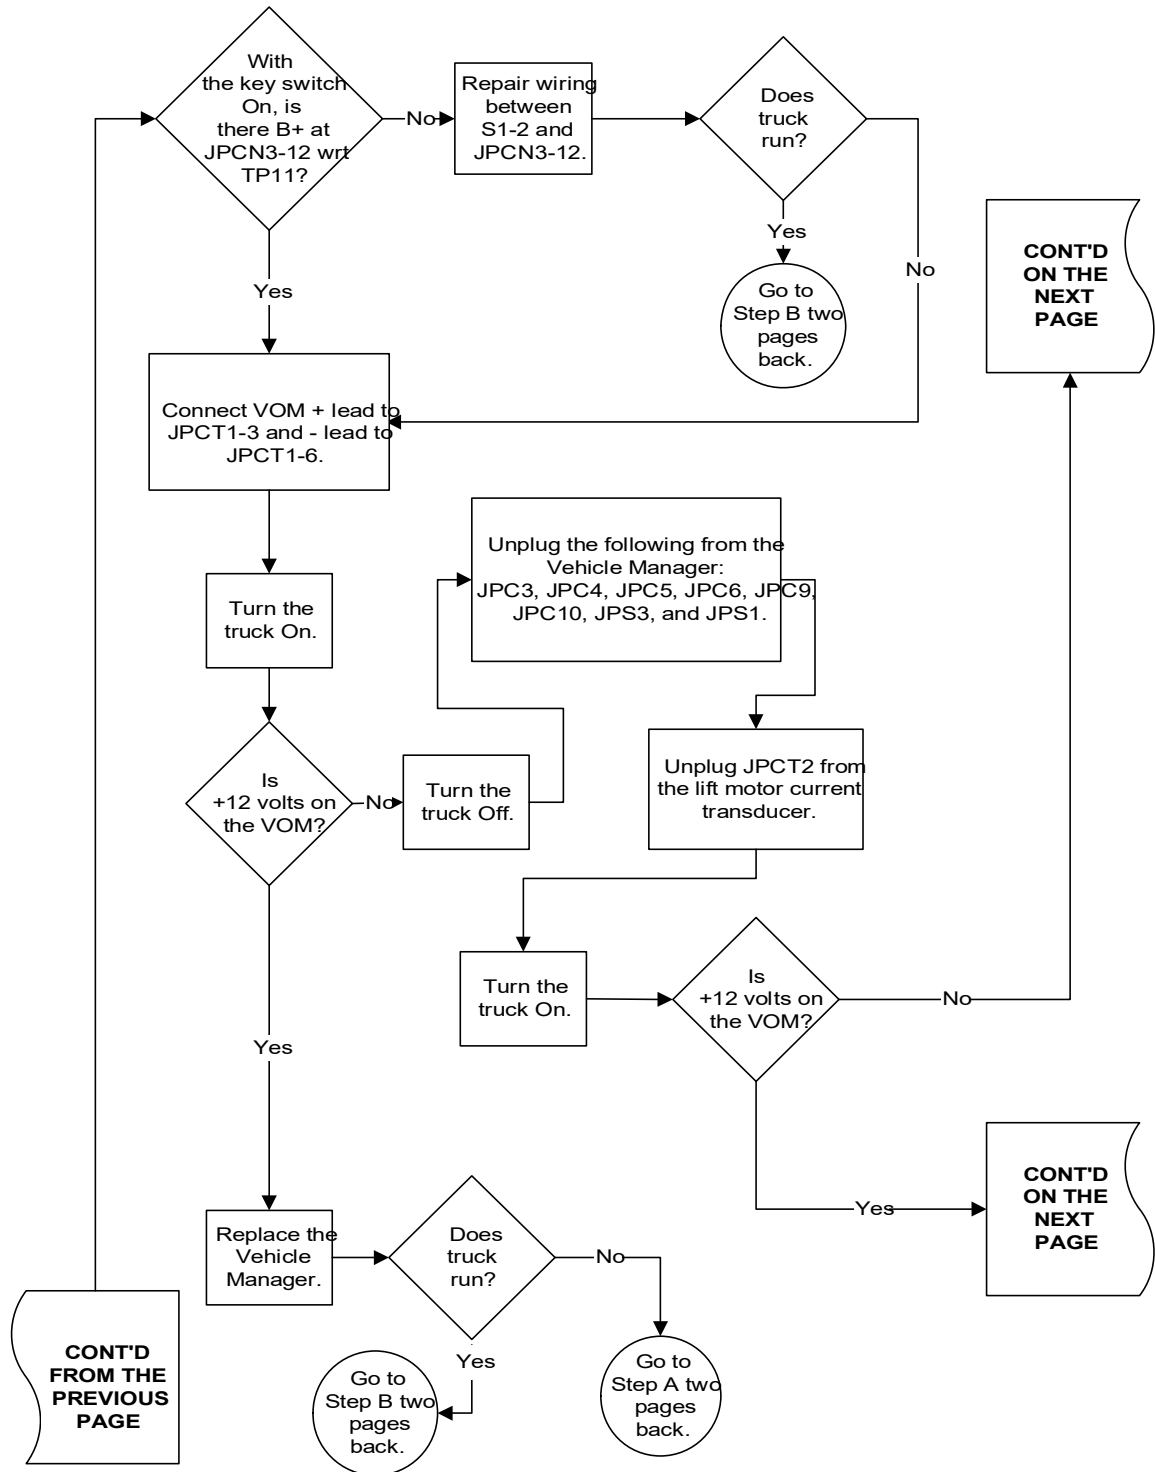 With
the key switch
On, is
there B+ at
JPCN3-12 wrt
TP11?
No
Repair wiring
between
S1-2 and
JPCN3-12.
Does
truck
run?
Yes
No
Go to
Step B two
pages
back.
CONT'D
ON THE
NEXT
PAGE
Yes
Connect VOM + lead to
JPCT1-3 and - lead to
JPCT1-6.
Unplug the following from the
Vehicle Manager:
JPC3, JPC4, JPC5, JPC6, JPC9,
JPC10, JPS3, and JPS1.
Turn the
truck On.
Is
+12 volts on
the VOM?
No
Turn the
truck Off.
Unplug JPCT2 from
the lift motor current
transducer.
Turn the
truck On.
Is
+12 volts on
the VOM?
No
Yes
Yes
CONT'D
ON THE
NEXT
PAGE
Replace the
Vehicle
Manager.
Does
truck
run?
No
Yes
Go to
Step B two
pages
back.
Go to
Step A two
pages
back.
CONT'D
FROM THE
PREVIOUS
PAGE